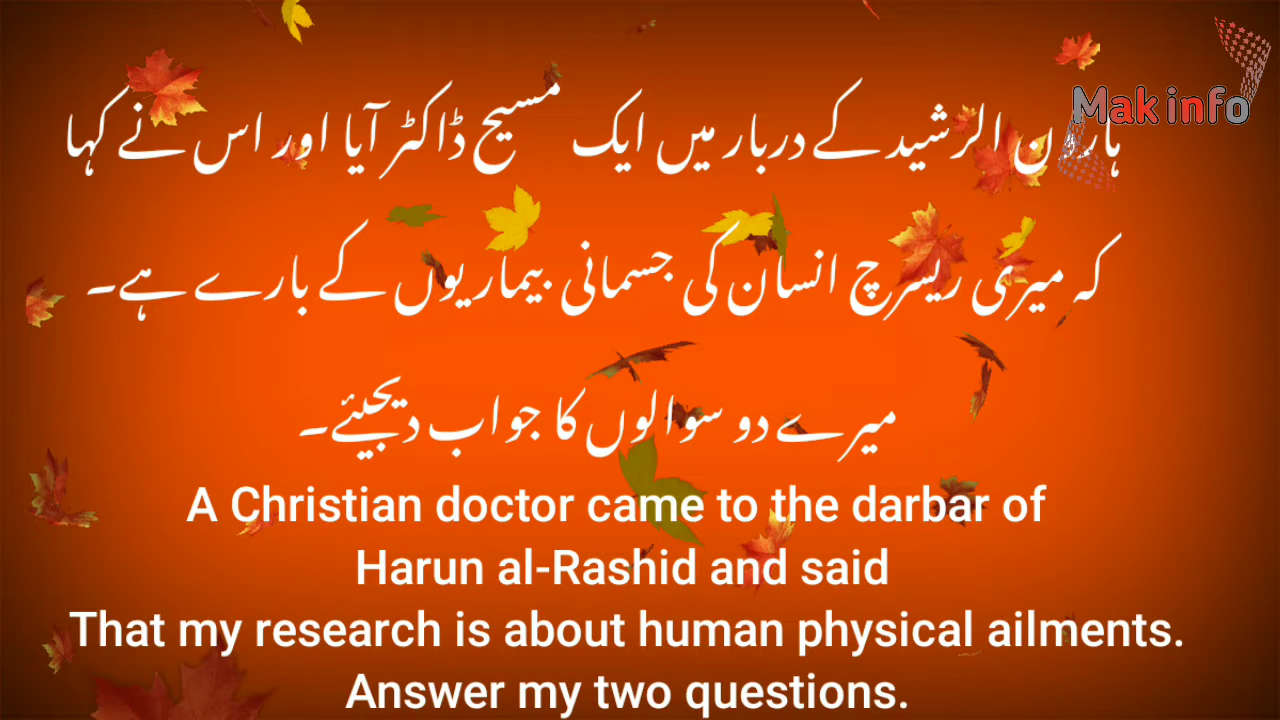 Mak info
ہارون الرشید کے دربار میں ایک مسیح ڈاکٹر آیا اور اس نے کہا
کہ میری ریسرچ انسان کی جسمانی بیماریوں کے بارے ہے۔
میرے دو سوالوں کا جواب دیجیئے۔
A Christian doctor came to the darbar of
Harun al-Rashid and said
That my research is about human physical ailments.
Answer my two questions.